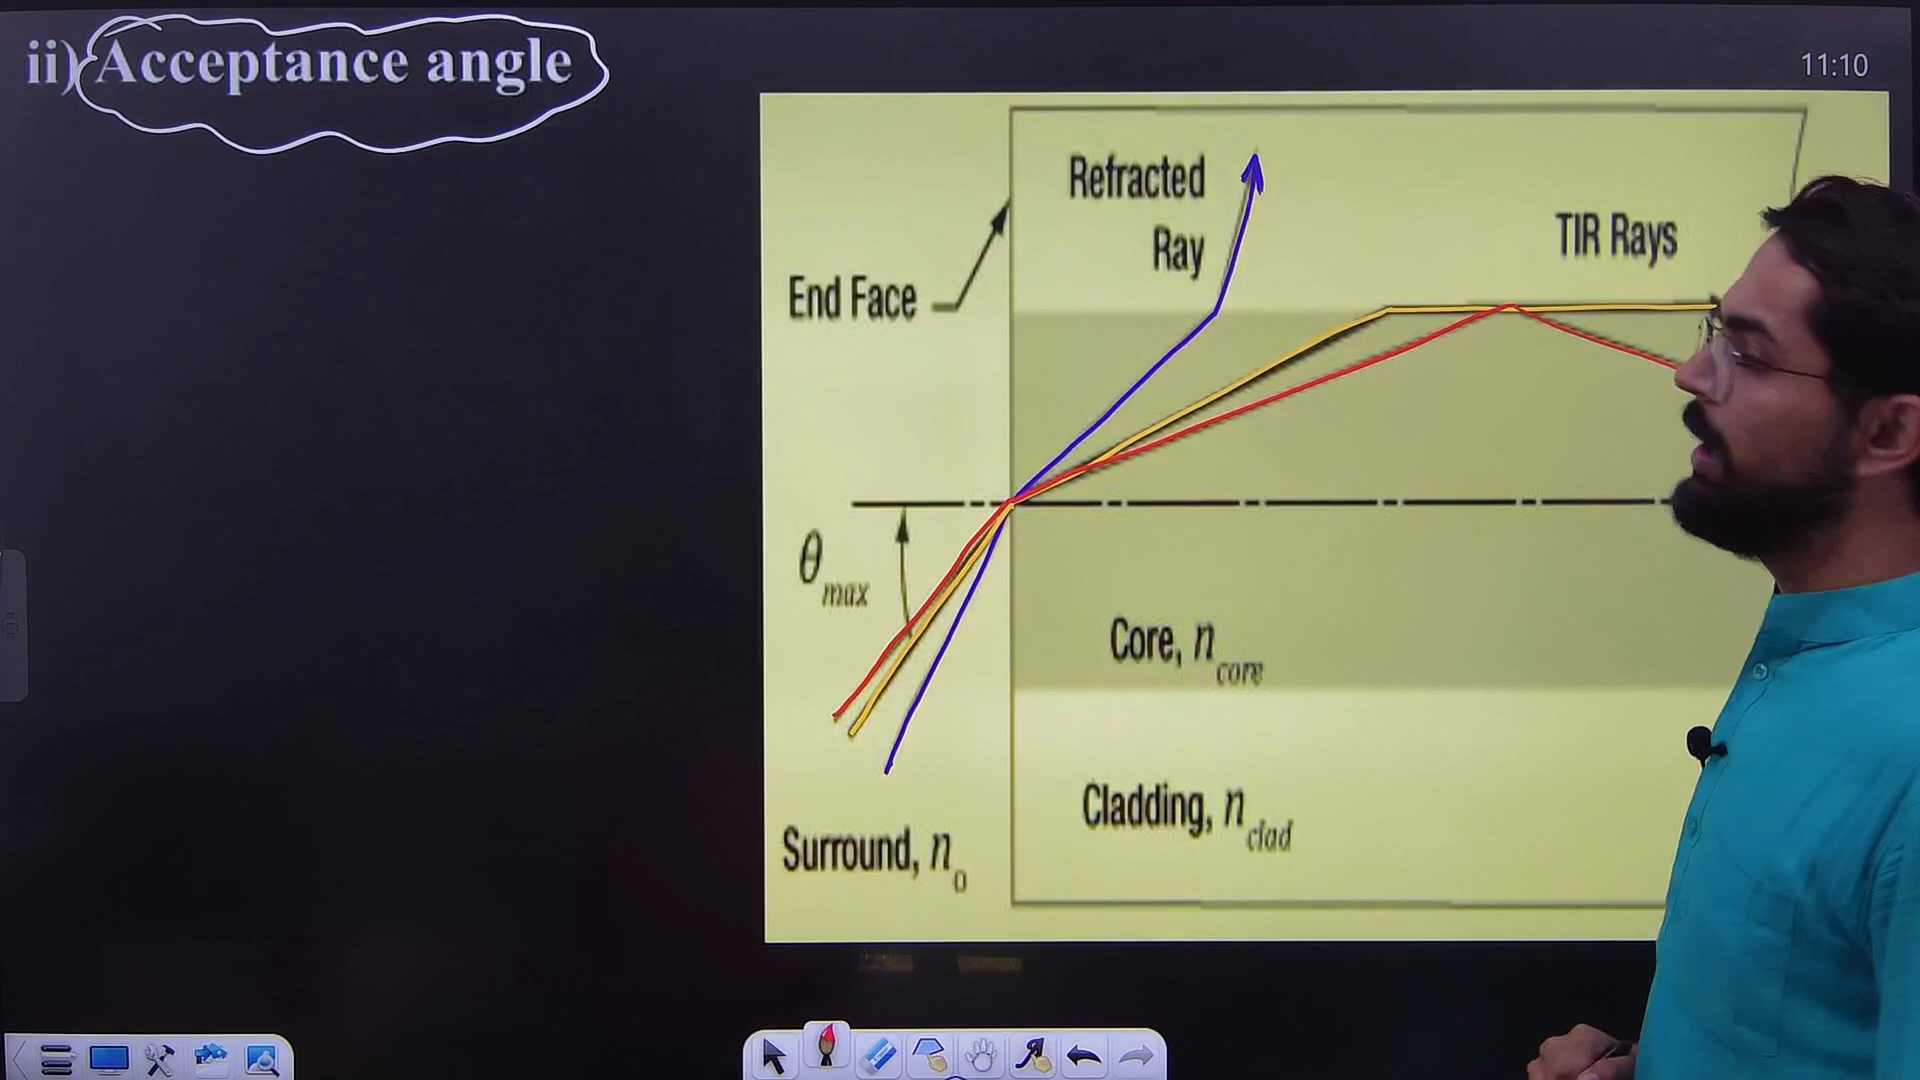 ii) Acceptance angle
11:10
Refracted
Ray
TIR Rays
End Face
θmax
Core, ncore
Cladding, nclad
Surround, n0